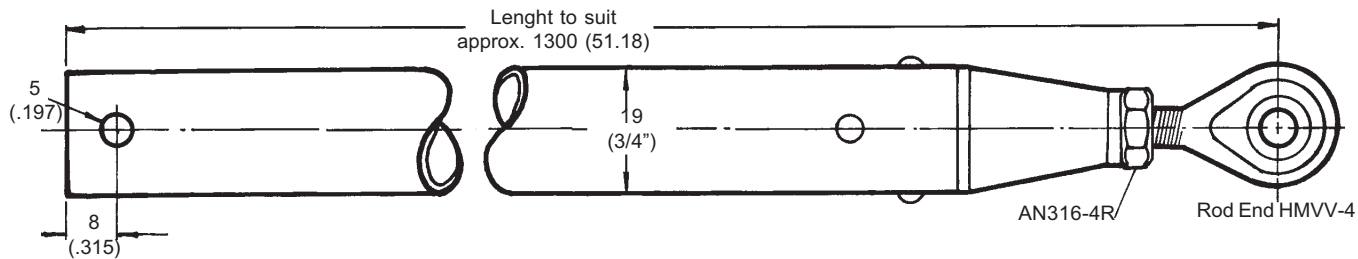 Lenght to suit
approx. 1300 (51.18)
5
(.197)
19
(3/4”)
8
(.315)
AN316-4R
Rod End HMVV-4